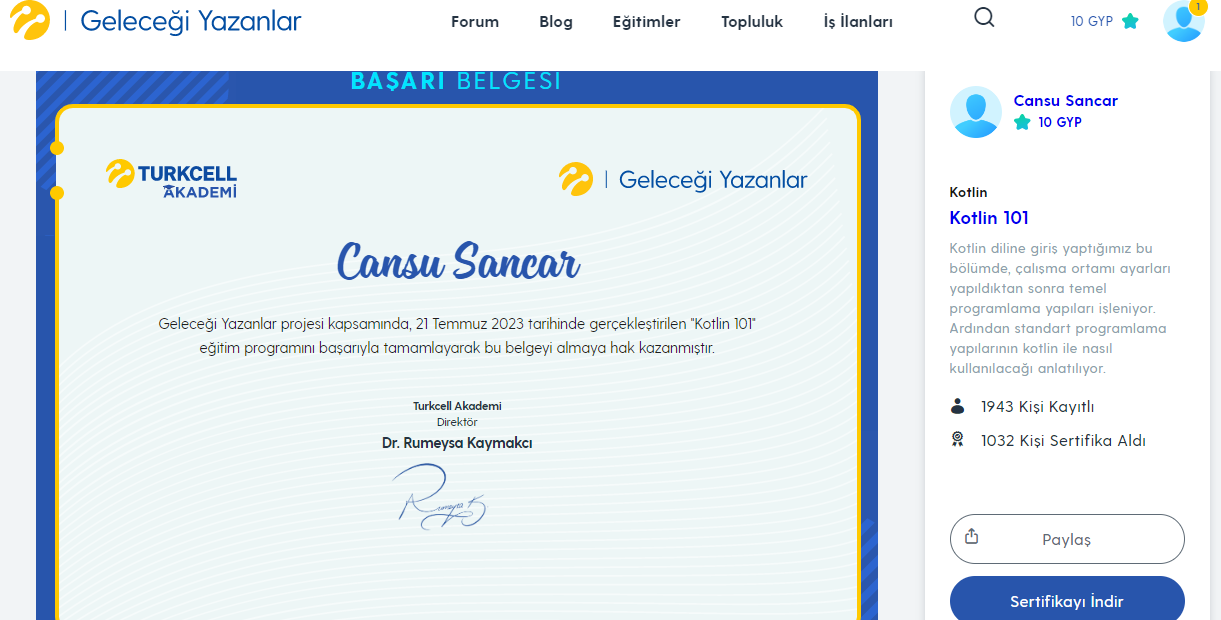 Geleceği Yazanlar
Forum
Blog
Eğitimler
Topluluk
İş İlanları
10 GYP
1
BAŞARI BELGESİ
TURKCELL
AKADEMİ
Geleceği Yazanlar
Cansu Sancar
Geleceği Yazanlar projesi kapsamında, 21 Temmuz 2023 tarihinde gerçekleştirilen "Kotlin 101"
eğitim programını başarıyla tamamlayarak bu belgeyi almaya hak kazanmıştır.
Turkcell Akademi
Direktör
Dr. Rumeysa Kaymakcı
Cansu Sancar
10 GYP
Kotlin
Kotlin 101
Kotlin diline giriş yaptığımız bu
bölümde, çalışma ortamı ayarları
yapıldıktan sonra temel
programlama yapıları işleniyor.
Ardından standart programlama
yapılarının kotlin ile nasıl
kullanılacağı anlatılıyor.
1943 Kişi Kayıtlı
1032 Kişi Sertifika Aldı
Paylaş
Sertifikayı İndir